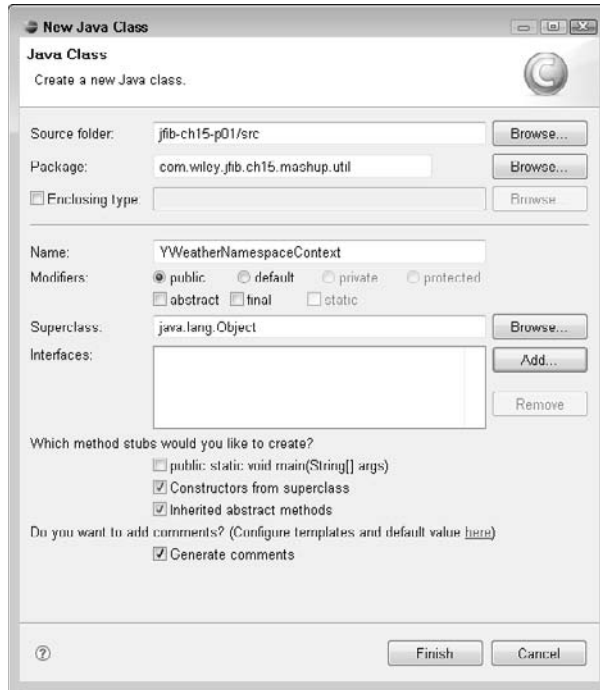 New Java Class
Java Class
Create a new Java class.
Source folder: jfib-ch15-p01/src Browse...
Package: com.wiley.jfib.ch15.mashup.util Browse...
Enclosing type: Browse...
Name: YWeatherNamespaceContext
Modifiers: public default private protected
abstract final static
Superclass: java.lang.Object Browse...
Interfaces: Add...
Remove
Which method stubs would you like to create?
public static void main(String[] args)
Constructors from superclass
Inherited abstract methods
Do you want to add comments? (Configure templates and default value here)
Generate comments
Finish Cancel